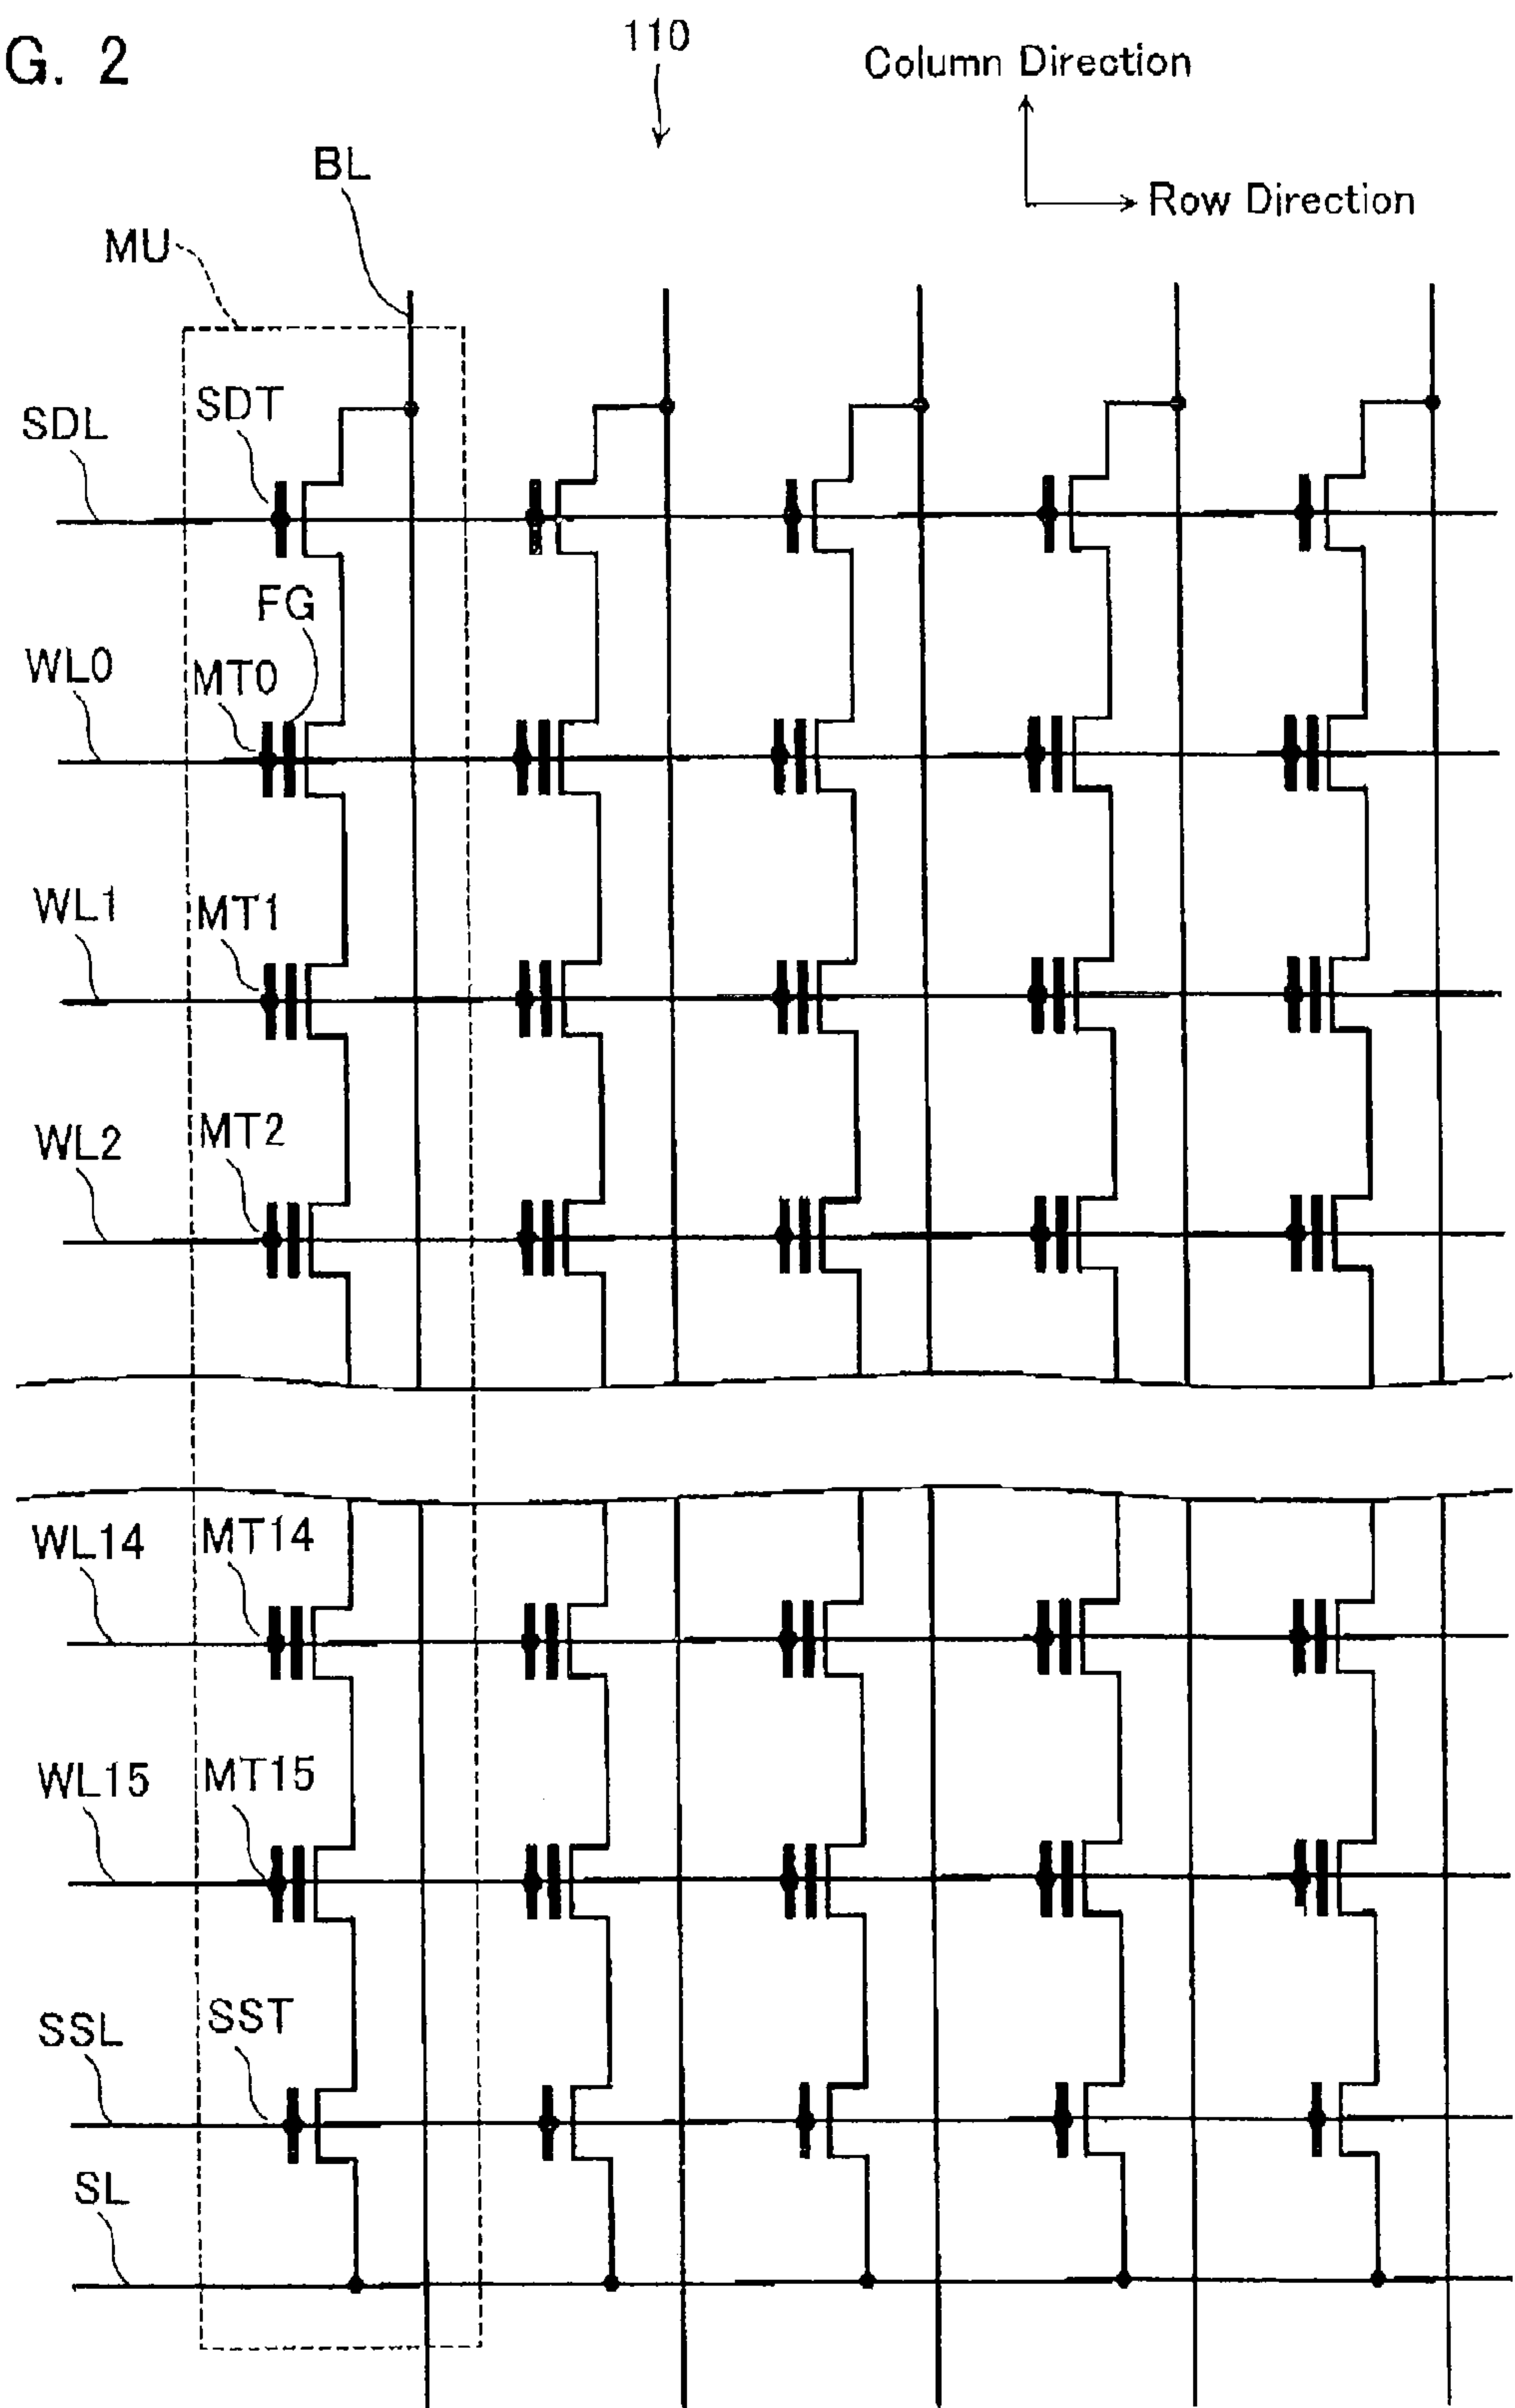 G. 2
110
Column Direction
Row Direction
BL
MU
SDT
SDL
FG
WL0
MT0
WL1
MT1
WL2
MT2
WL14
MT14
WL15
MT15
SSL
SST
SL